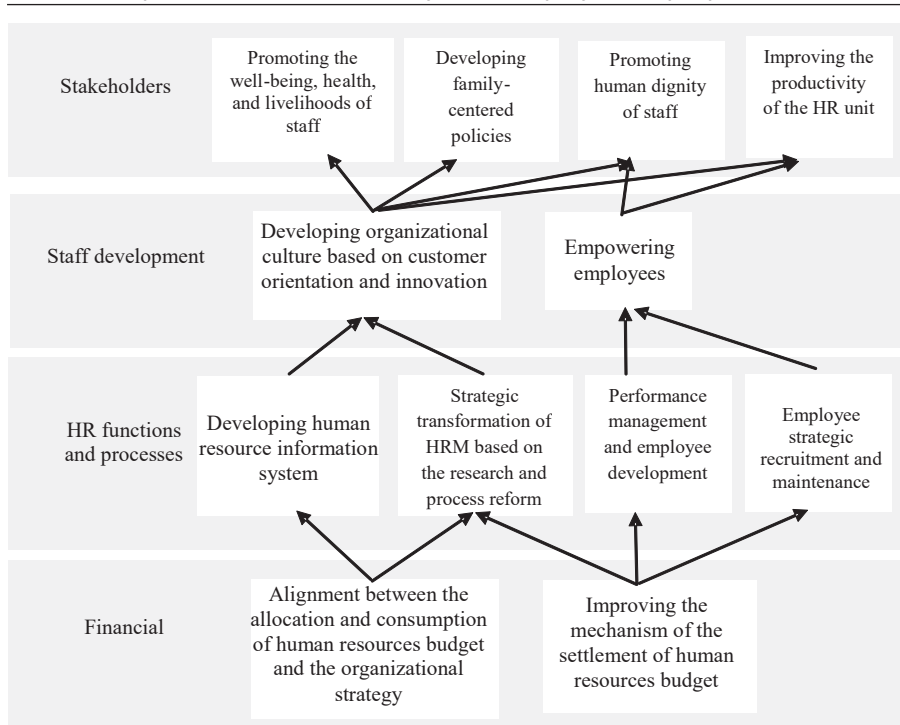 Stakeholders
Promoting the
well-being, health,
and livelihoods of
staff
Developing
family-
centered
policies
Promoting
human dignity
of staff
Improving the
productivity
of the HR unit
Staff development
Developing organizational
culture based on customer
orientation and innovation
Empowering
employees
HR functions
and processes
Developing human
resource information
system
Strategic
transformation of
HRM based on
the research and
process reform
Performance
management
and employee
development
Employee
strategic
recruitment and
maintenance
Financial
Alignment between the
allocation and consumption
of human resources budget
and the organizational
strategy
Improving the
mechanism of the
settlement of human
resources budget